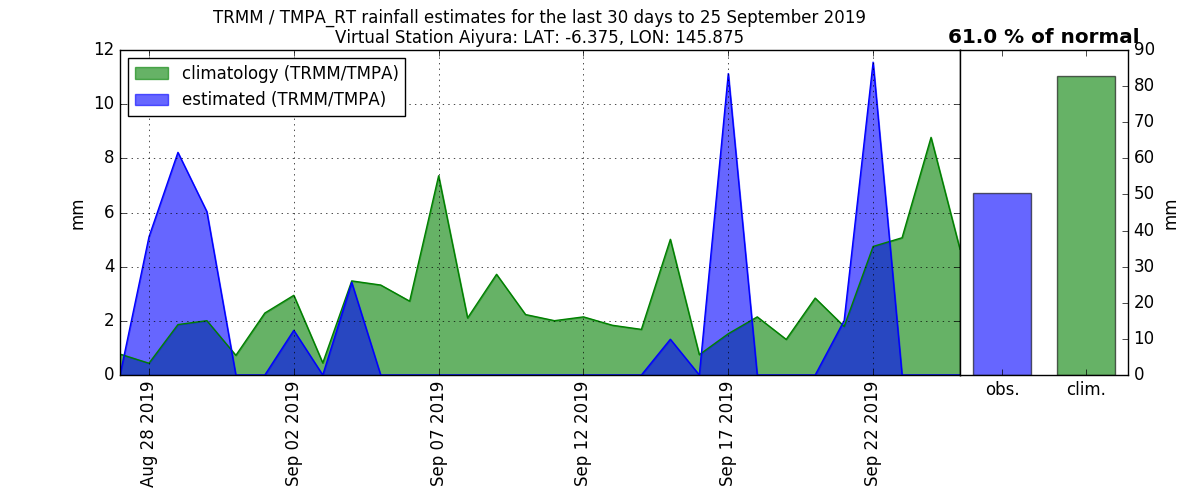 TRMM / TMPA_RT rainfall estimates for the last 30 days to 25 September 2019
Virtual Station Aiyura: LAT: -6.375, LON: 145.875
61.0 % of normal
climatology (TRMM/TMPA)
estimated (TRMM/TMPA)
mm
12
10
8
6
4
2
0
Aug 28 2019
Sep 02 2019
Sep 07 2019
Sep 12 2019
Sep 17 2019
Sep 22 2019
90
80
70
60
50
40
30
20
10
0
mm
obs.
clim.